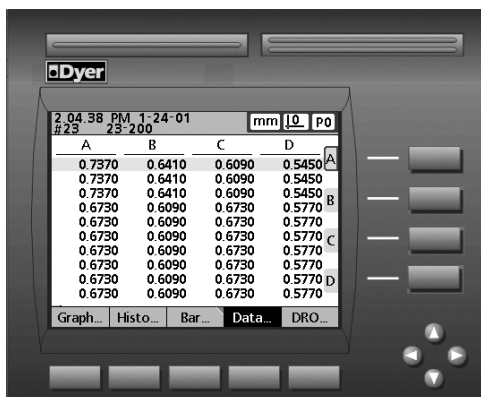 Dyer
2.04.38 PM 1-24-01 mm P0
#23 23-200
A B C D
0.7370 0.6410 0.6090 0.5450 A
0.7370 0.6410 0.6090 0.5450
0.7370 0.6410 0.6090 0.5450
0.6730 0.6090 0.6730 0.5770 B
0.6730 0.6090 0.6730 0.5770
0.6730 0.6090 0.6730 0.5770
0.6730 0.6090 0.6730 0.5770 C
0.6730 0.6090 0.6730 0.5770
0.6730 0.6090 0.6730 0.5770
0.6730 0.6090 0.6730 0.5770 D
Graph... Histo... Bar... Data... DRO...